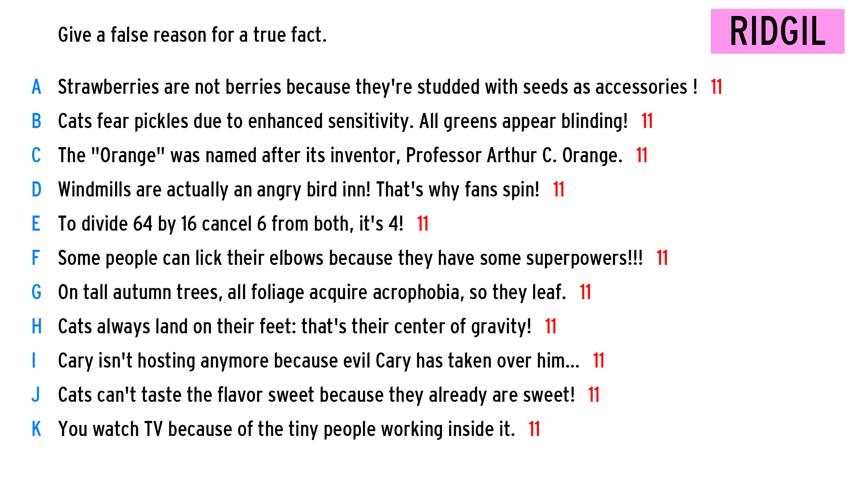 Give a false reason for a true fact.
RIDGIL
A Strawberries are not berries because they're studded with seeds as accessories ! 11
B Cats fear pickles due to enhanced sensitivity. All greens appear blinding! 11
C The "Orange" was named after its inventor, Professor Arthur C. Orange. 11
D Windmills are actually an angry bird inn! That's why fans spin! 11
E To divide 64 by 16 cancel 6 from both, it's 4! 11
F Some people can lick their elbows because they have some superpowers!!! 11
G On tall autumn trees, all foliage acquire acrophobia, so they leaf. 11
H Cats always land on their feet: that's their center of gravity! 11
I Cary isn't hosting anymore because evil Cary has taken over him... 11
J Cats can't taste the flavor sweet because they already are sweet! 11
K You watch TV because of the tiny people working inside it. 11